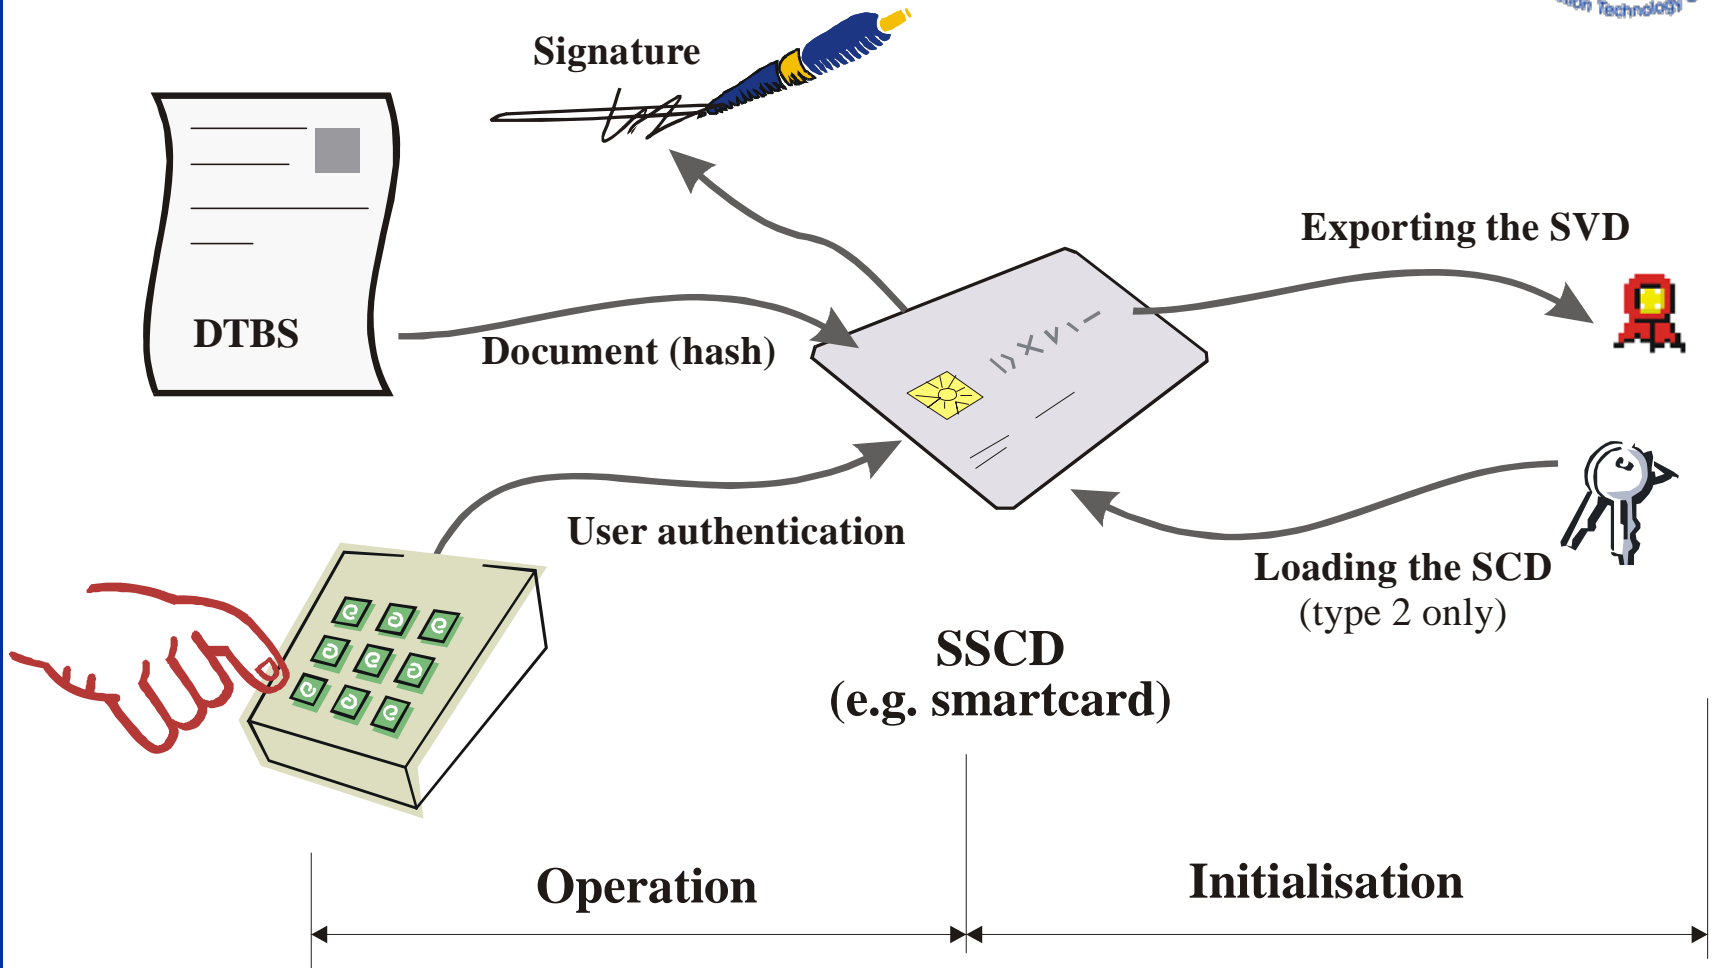 Technology
Signature
Exporting the SVD
DTBS
Document (hash)
User authentication
Loading the SCD
(type 2 only)
SSCD
(e.g. smartcard)
Operation
Initialisation